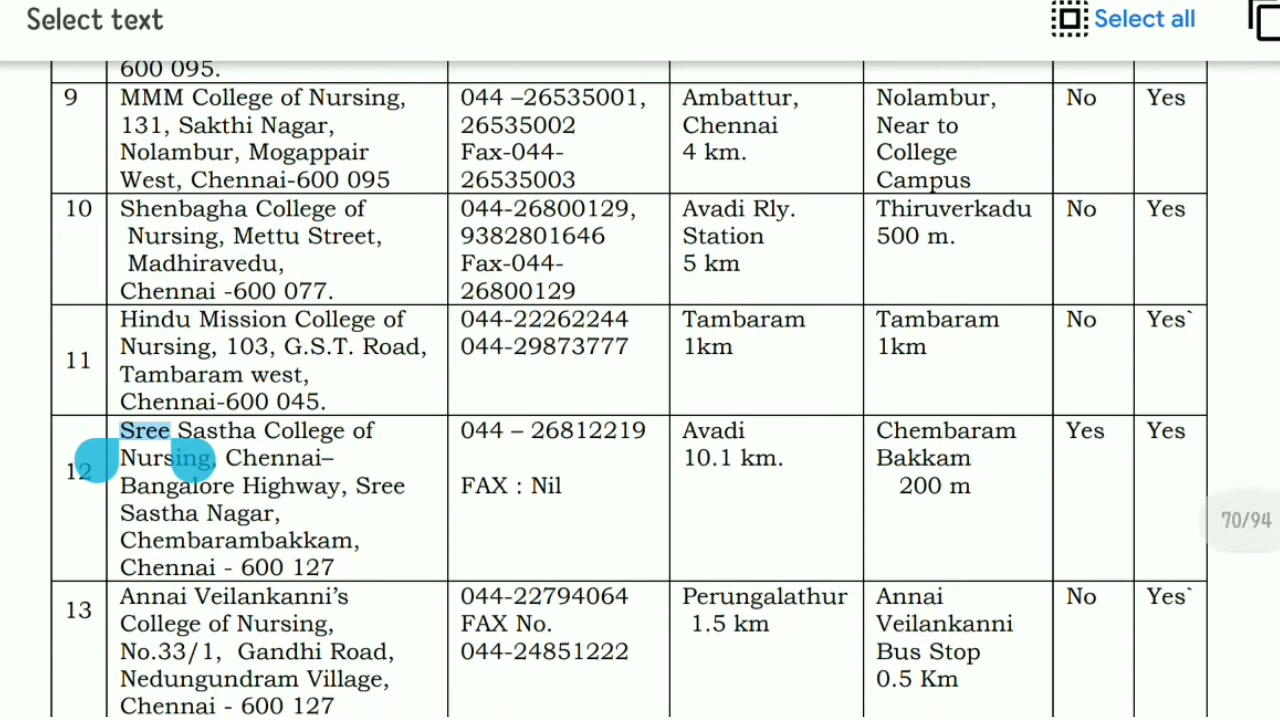 Select text
Select all
600 095.
9 MMM College of Nursing, 044 –26535001, Ambattur, Nolambur, No Yes
131, Sakthi Nagar, 26535002 Chennai Near to
Nolambur, Mogappair Fax-044- 4 km. College
West, Chennai-600 095 26535003 Campus
10 Shenbagha College of 044-26800129, Avadi Rly. Thiruverkadu No Yes
Nursing, Mettu Street, 9382801646 Station 500 m.
Madhiravedu, Fax-044- 5 km
Chennai -600 077. 26800129
Hindu Mission College of 044-22262244 Tambaram Tambaram No Yes`
11 Nursing, 103, G.S.T. Road, 044-29873777 1km 1km
Tambaram west,
Chennai-600 045.
Sree Sastha College of 044 – 26812219 Avadi Chembaram Yes Yes
12 Nursing, Chennai– 10.1 km. Bakkam
Bangalore Highway, Sree FAX : Nil 200 m
Sastha Nagar,
70/94
Chembarambakkam,
Chennai - 600 127
13 Annai Veilankanni’s 044-22794064 Perungalathur Annai No Yes`
College of Nursing, FAX No. 1.5 km Veilankanni
No.33/1, Gandhi Road, 044-24851222 Bus Stop
Nedungundram Village, 0.5 Km
Chennai - 600 127